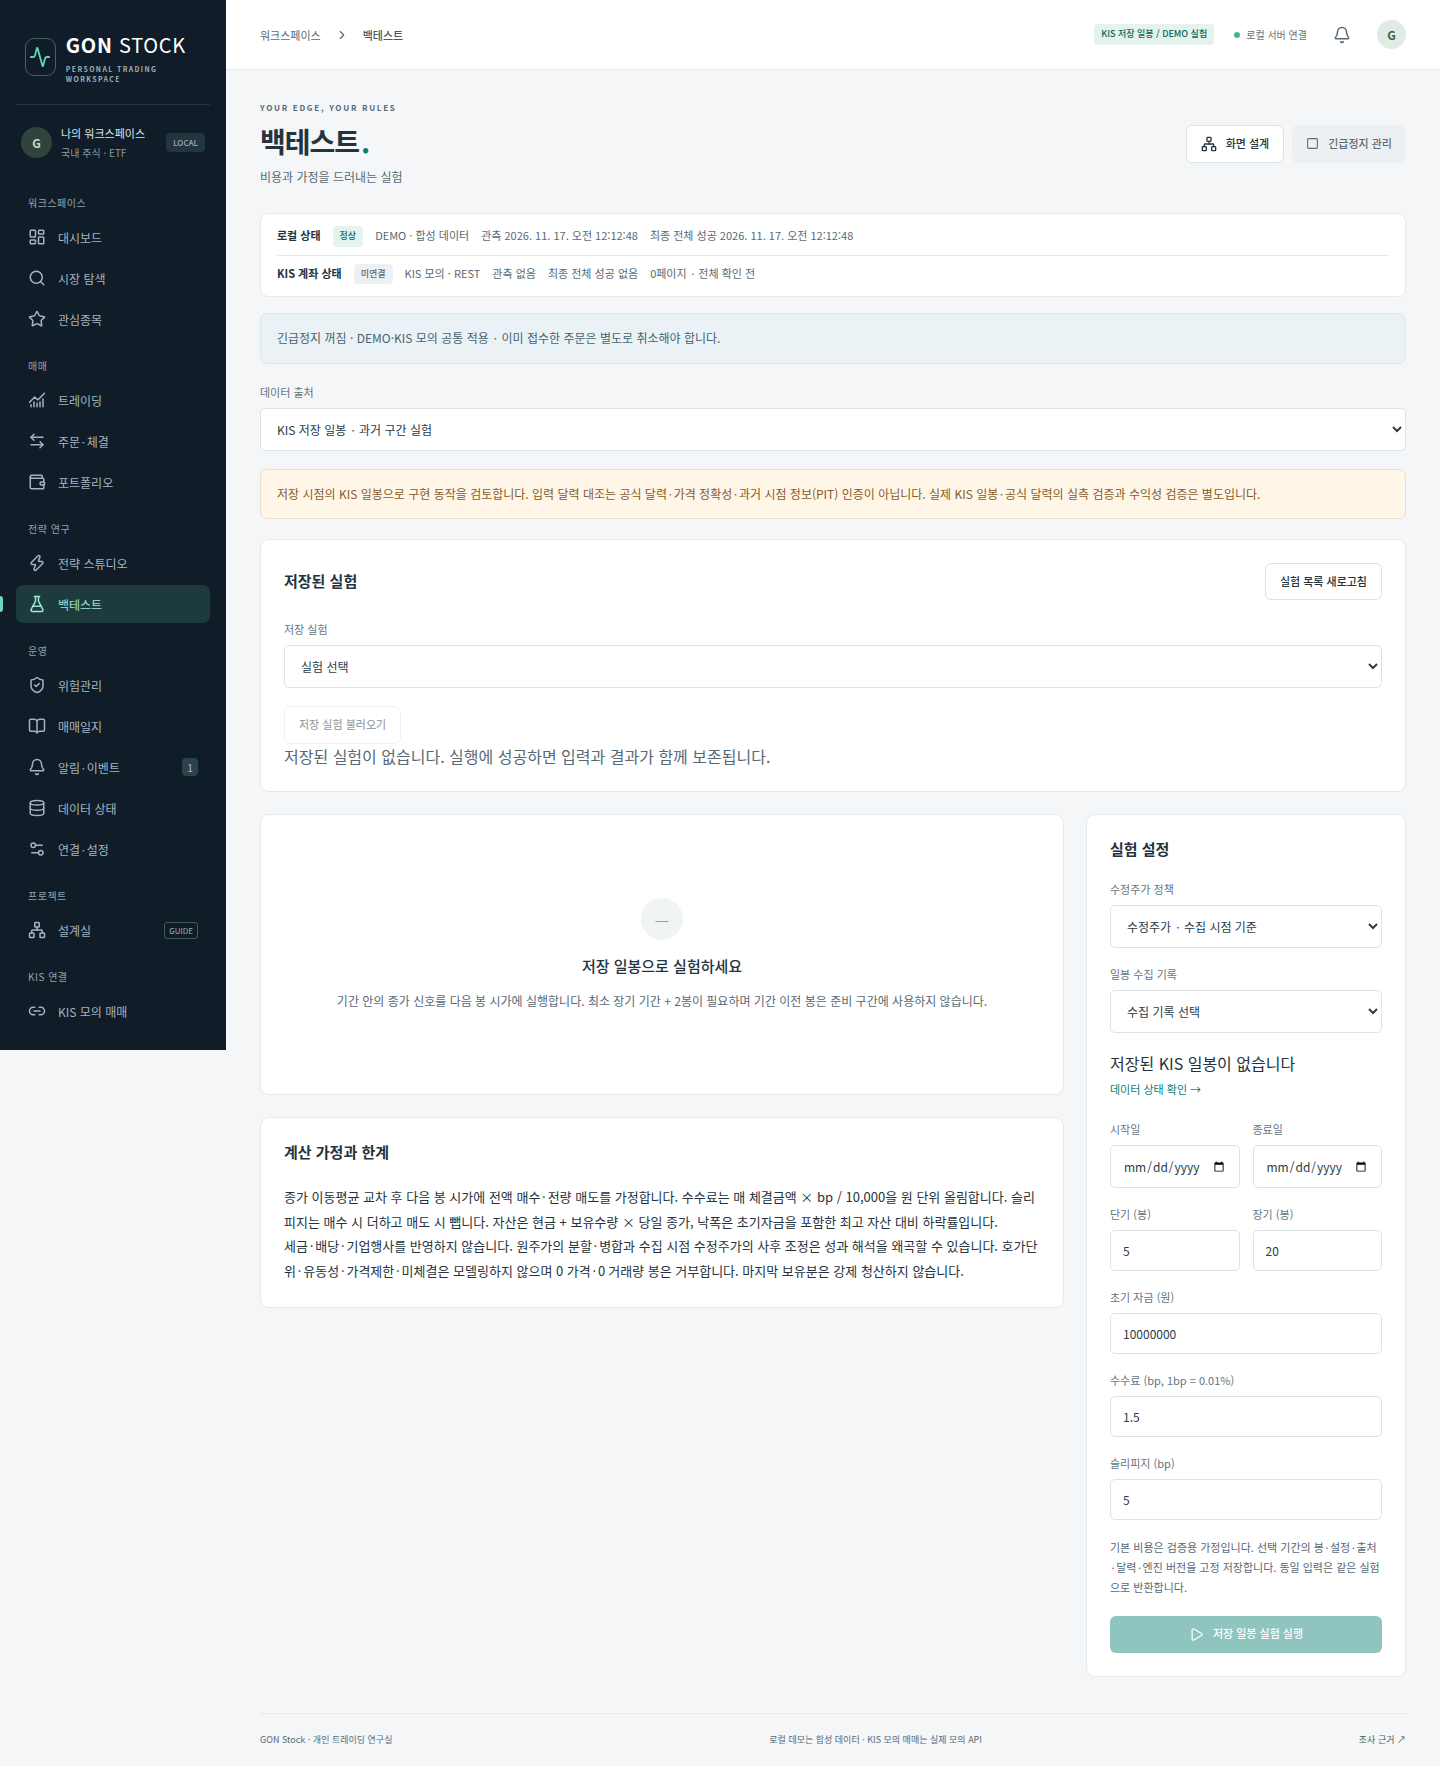 GON STOCK
PERSONAL TRADING
WORKSPACE
G
나의 워크스페이스
국내 주식 · ETF
LOCAL
워크스페이스
대시보드
시장 탐색
관심종목
매매
트레이딩
주문·체결
포트폴리오
전략 연구
전략 스튜디오
백테스트
운영
위험관리
매매일지
알림·이벤트
1
데이터 상태
연결·설정
프로젝트
설계실
GUIDE
KIS 연결
KIS 모의 매매
워크스페이스
백테스트
KIS 저장 일봉 / DEMO 실험
로컬 서버 연결
G
YOUR EDGE, YOUR RULES
백테스트.
비용과 가정을 드러내는 실험
화면 설계
긴급정지 관리
로컬 상태 정상 DEMO · 합성 데이터 관측 2026. 11. 17. 오전 12:12:48 최종 전체 성공 2026. 11. 17. 오전 12:12:48
KIS 계좌 상태 미연결 KIS 모의 · REST 관측 없음 최종 전체 성공 없음 0페이지 · 전체 확인 전
긴급정지 꺼짐 · DEMO·KIS 모의 공통 적용 · 이미 접수한 주문은 별도로 취소해야 합니다.
데이터 출처
KIS 저장 일봉 · 과거 구간 실험
저장 시점의 KIS 일봉으로 구현 동작을 검토합니다. 입력 달력 대조는 공식 달력·가격 정확성·과거 시점 정보(PIT) 인증이 아닙니다. 실제 KIS 일봉·공식 달력의 실측 검증과 수익성 검증은 별도입니다.
저장된 실험
실험 목록 새로고침
저장 실험
실험 선택
저장 실험 불러오기
저장된 실험이 없습니다. 실행에 성공하면 입력과 결과가 함께 보존됩니다.
—
저장 일봉으로 실험하세요
기간 안의 종가 신호를 다음 봉 시가에 실행합니다. 최소 장기 기간 + 2봉이 필요하며 기간 이전 봉은 준비 구간에 사용하지 않습니다.
계산 가정과 한계
종가 이동평균 교차 후 다음 봉 시가에 전액 매수·전량 매도를 가정합니다. 수수료는 매 체결금액 × bp / 10,000을 원 단위 올림합니다. 슬리
피지는 매수 시 더하고 매도 시 뺍니다. 자산은 현금 + 보유수량 × 당일 종가, 낙폭은 초기자금을 포함한 최고 자산 대비 하락률입니다.
세금·배당·기업행사를 반영하지 않습니다. 원주가의 분할·병합과 수집 시점 수정주가의 사후 조정은 성과 해석을 왜곡할 수 있습니다. 호가단
위·유동성·가격제한·미체결은 모델링하지 않으며 0 가격·0 거래량 봉은 거부합니다. 마지막 보유분은 강제 청산하지 않습니다.
실험 설정
수정주가 정책
수정주가 · 수집 시점 기준
일봉 수집 기록
수집 기록 선택
저장된 KIS 일봉이 없습니다
데이터 상태 확인 →
시작일 종료일
mm/dd/yyyy mm/dd/yyyy
단기 (봉) 장기 (봉)
5 20
초기 자금 (원)
10000000
수수료 (bp, 1bp = 0.01%)
1.5
슬리피지 (bp)
5
기본 비용은 검증용 가정입니다. 선택 기간의 봉·설정·출처
·달력·엔진 버전을 고정 저장합니다. 동일 입력은 같은 실험
으로 반환합니다.
저장 일봉 실험 실행
GON Stock · 개인 트레이딩 연구실
로컬 데모는 합성 데이터 · KIS 모의 매매는 실제 모의 API
조사 근거 ↗